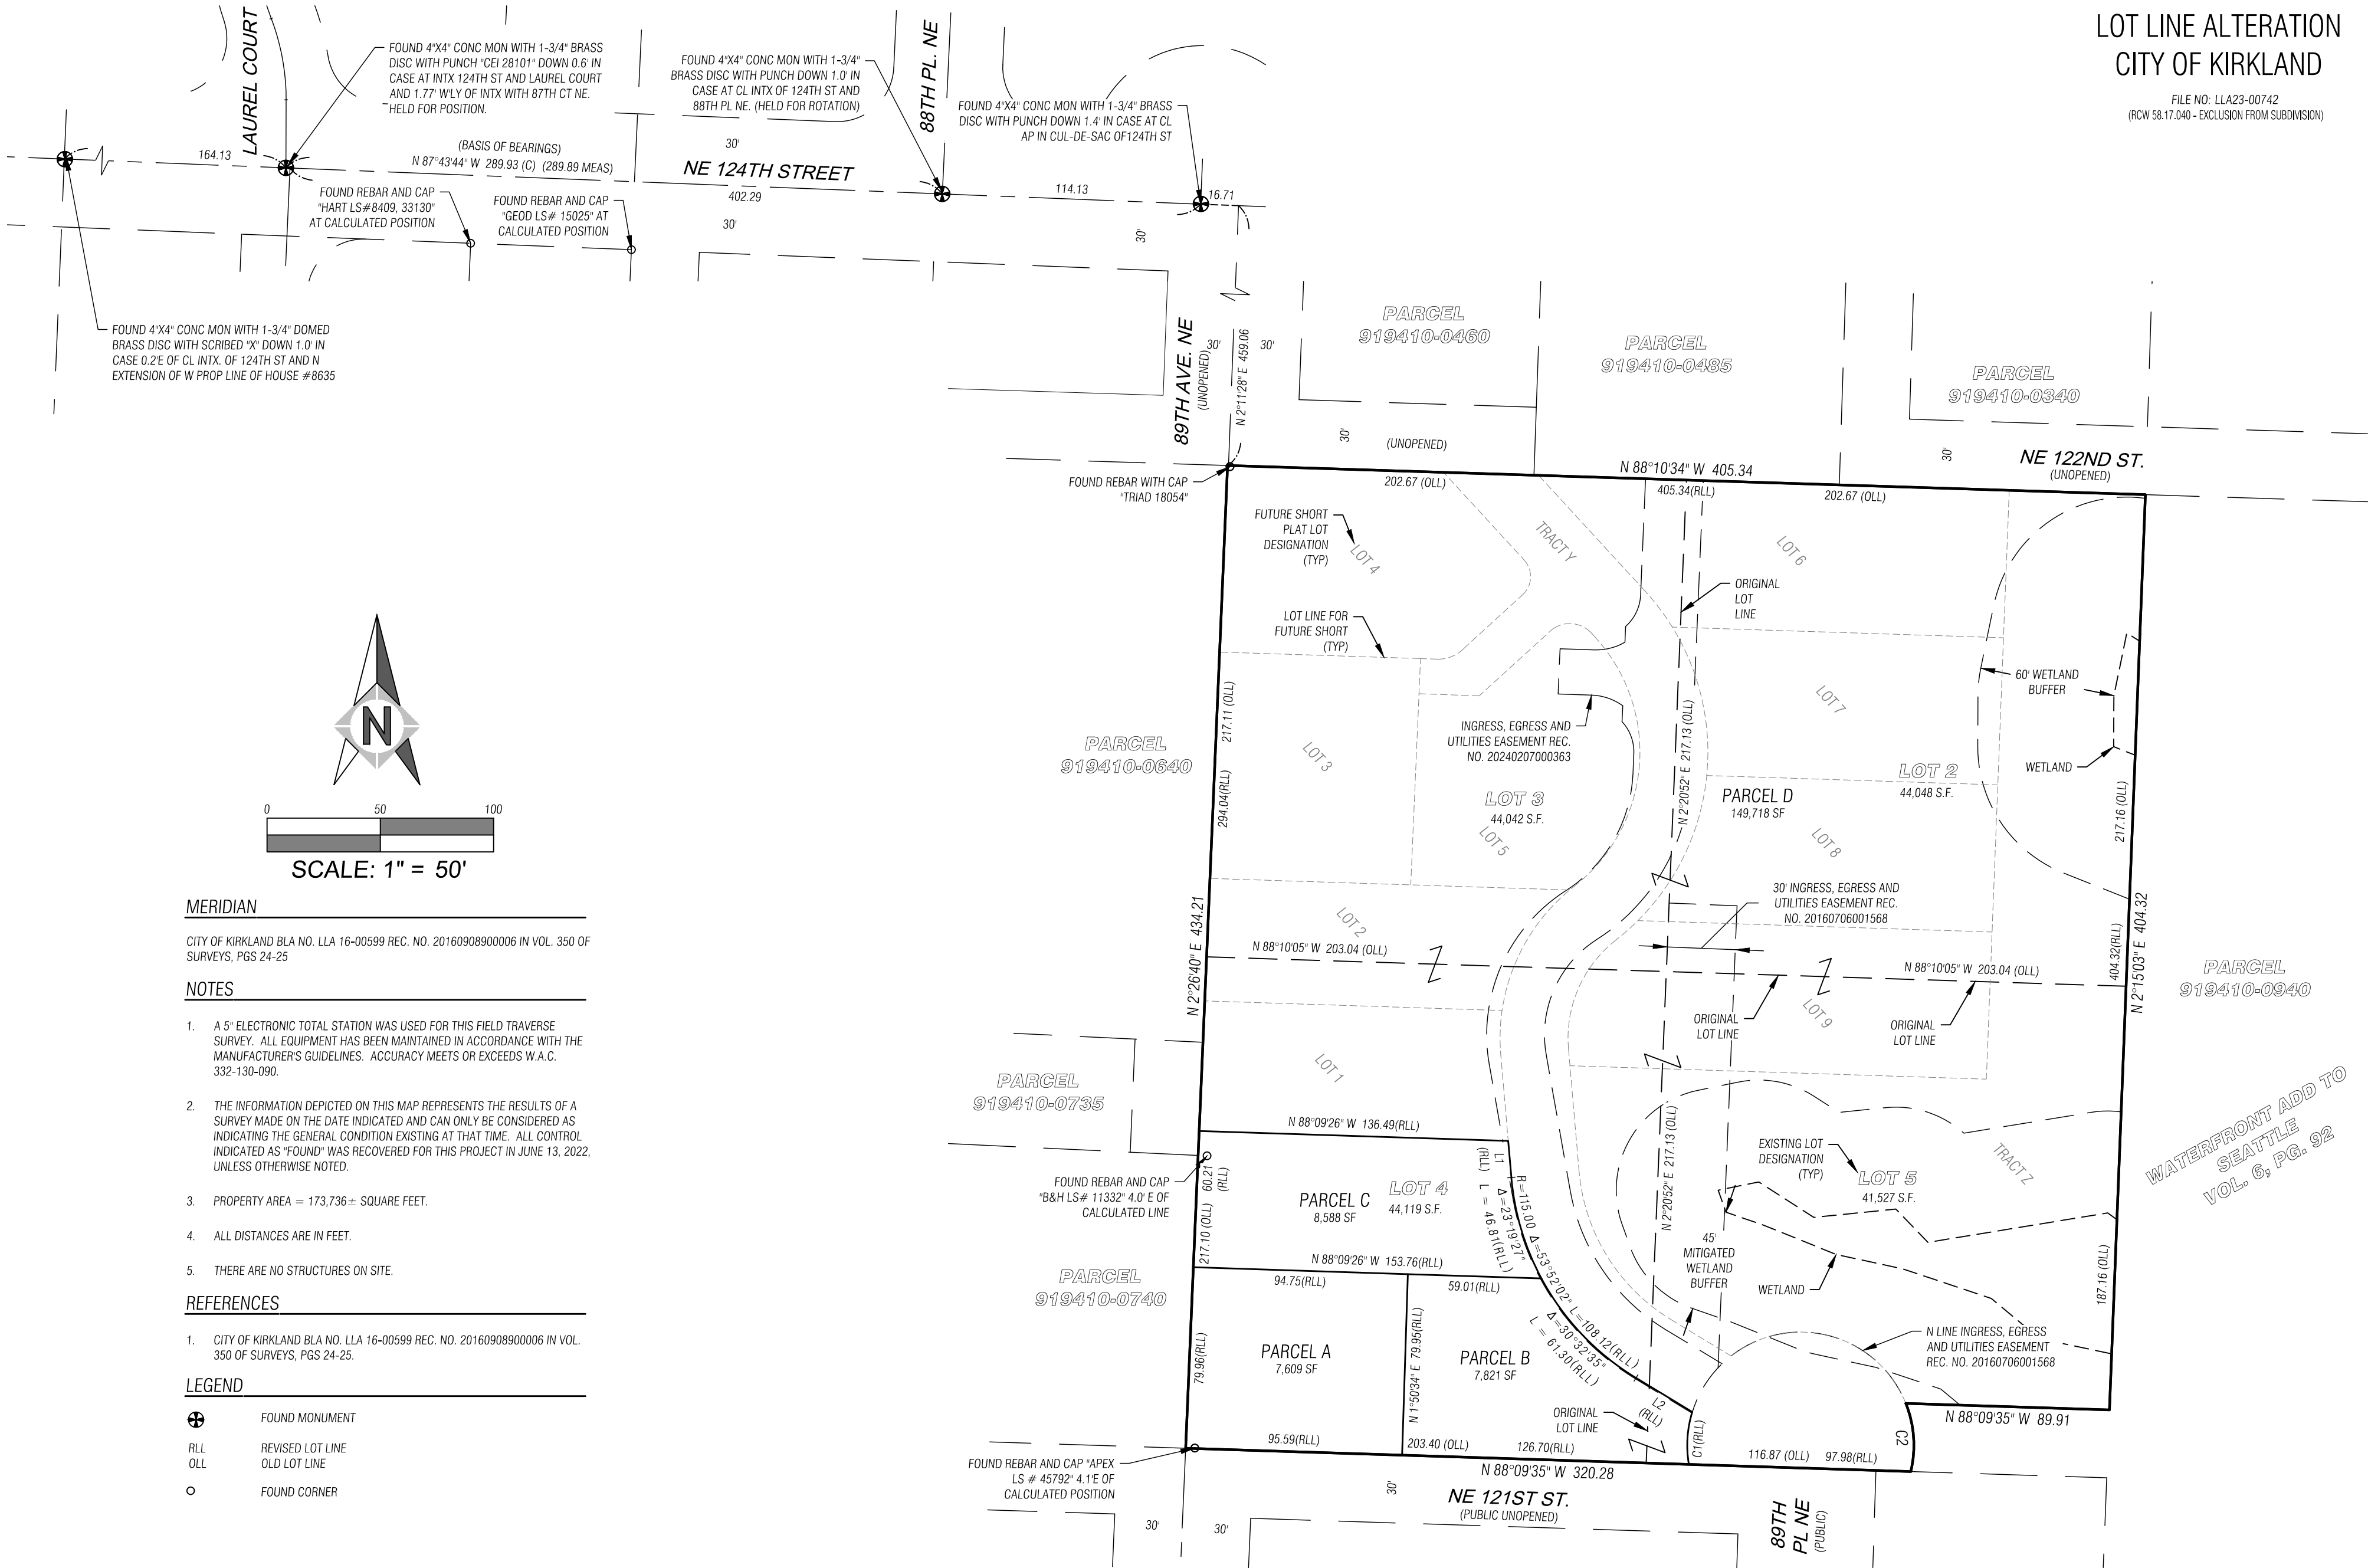 LOT LINE ALTERATION
CITY OF KIRKLAND
FILE NO: LLA23-00742
(RCW 58.17.040 - EXCLUSION FROM SUBDIVISION)
LAUREL COURT
FOUND 4"X4" CONC MON WITH 1-3/4" BRASS
DISC WITH PUNCH "CEI 28101" DOWN 0.6' IN
CASE AT INTX 124TH ST AND LAUREL COURT
AND 1.77' W'LY OF INTX WITH 87TH CT NE.
HELD FOR POSITION.
FOUND 4"X4" CONC MON WITH 1-3/4"
BRASS DISC WITH PUNCH DOWN 1.0' IN
CASE AT CL INTX OF 124TH ST AND
88TH PL NE. (HELD FOR ROTATION)
88TH PL. NE
FOUND 4"X4" CONC MON WITH 1-3/4" BRASS
DISC WITH PUNCH DOWN 1.4' IN CASE AT CL
AP IN CUL-DE-SAC OF124TH ST
164.13
(BASIS OF BEARINGS)
N 87°43'44" W 289.93 (C) (289.89 MEAS)
30'
NE 124TH STREET
402.29
30'
114.13
16.71
30'
FOUND REBAR AND CAP
"HART LS#8409, 33130"
AT CALCULATED POSITION
FOUND REBAR AND CAP
"GEOD LS# 15025" AT
CALCULATED POSITION
FOUND 4"X4" CONC MON WITH 1-3/4" DOMED
BRASS DISC WITH SCRIBED "X" DOWN 1.0' IN
CASE 0.2'E OF CL INTX. OF 124TH ST AND N
EXTENSION OF W PROP LINE OF HOUSE #8635
89TH AVE. NE
(UNOPENED)
30'
30'
N 2°11'28" E 459.06
PARCEL
919410-0460
PARCEL
919410-0485
PARCEL
919410-0340
30'
(UNOPENED)
30'
NE 122ND ST.
(UNOPENED)
FOUND REBAR WITH CAP
"TRIAD 18054"
N 88°10'34" W 405.34
202.67 (OLL)
405.34(RLL)
202.67 (OLL)
FUTURE SHORT
PLAT LOT
DESIGNATION
(TYP)
LOT 4
TRACT Y
LOT 6
ORIGINAL
LOT
LINE
LOT LINE FOR
FUTURE SHORT
(TYP)
60' WETLAND
BUFFER
WETLAND
217.11 (OLL)
294.04(RLL)
N 2°26'40" E 434.21
LOT 3
INGRESS, EGRESS AND
UTILITIES EASEMENT REC.
NO. 20240207000363
N 2°20'52" E 217.13 (OLL)
LOT 7
PARCEL
919410-0640
LOT 3
44,042 S.F.
LOT 5
PARCEL D
149,718 SF
LOT 2
44,048 S.F.
LOT 8
217.16 (OLL)
404.32(RLL)
N 2°15'03" E 404.32
30' INGRESS, EGRESS AND
UTILITIES EASEMENT REC.
NO. 20160706001568
LOT 2
N 88°10'05" W 203.04 (OLL)
N 88°10'05" W 203.04 (OLL)
ORIGINAL
LOT LINE
LOT 9
ORIGINAL
LOT LINE
PARCEL
919410-0940
PARCEL
919410-0735
LOT 1
N 88°09'26" W 136.49(RLL)
WATERFRONT ADD TO
SEATTLE
VOL. 6, PG. 92
FOUND REBAR AND CAP
"B&H LS# 11332" 4.0' E OF
CALCULATED LINE
60.21
(RLL)
217.10 (OLL)
PARCEL C
8,588 SF
LOT 4
44,119 S.F.
L1
(RLL)
Δ=23°19'27"
L = 46.81(RLL)
R=115.00 Δ=53°52'02" L=108.12(RLL)
N 2°20'52" E 217.13 (OLL)
EXISTING LOT
DESIGNATION
(TYP)
LOT 5
41,527 S.F.
TRACT Z
45'
MITIGATED
WETLAND
BUFFER
WETLAND
187.16 (OLL)
PARCEL
919410-0740
N 88°09'26" W 153.76(RLL)
94.75(RLL)
59.01(RLL)
79.96(RLL)
PARCEL A
7,609 SF
N 1°50'34" E 79.95(RLL)
PARCEL B
7,821 SF
Δ=30°32'35"
L = 61.30(RLL)
L2
(RLL)
N LINE INGRESS, EGRESS
AND UTILITIES EASEMENT
REC. NO. 20160706001568
ORIGINAL
LOT LINE
C1(RLL)
C2
N 88°09'35" W 89.91
95.59(RLL)
203.40 (OLL)
126.70(RLL)
116.87 (OLL)
97.98(RLL)
N 88°09'35" W 320.28
FOUND REBAR AND CAP "APEX
LS # 45792" 4.1'E OF
CALCULATED POSITION
30'
NE 121ST ST.
(PUBLIC UNOPENED)
30'
30'
89TH
PL NE
(PUBLIC)
N
0 50 100
SCALE: 1" = 50'
MERIDIAN
CITY OF KIRKLAND BLA NO. LLA 16-00599 REC. NO. 20160908900006 IN VOL. 350 OF
SURVEYS, PGS 24-25
NOTES
1. A 5" ELECTRONIC TOTAL STATION WAS USED FOR THIS FIELD TRAVERSE
SURVEY. ALL EQUIPMENT HAS BEEN MAINTAINED IN ACCORDANCE WITH THE
MANUFACTURER'S GUIDELINES. ACCURACY MEETS OR EXCEEDS W.A.C.
332-130-090.
2. THE INFORMATION DEPICTED ON THIS MAP REPRESENTS THE RESULTS OF A
SURVEY MADE ON THE DATE INDICATED AND CAN ONLY BE CONSIDERED AS
INDICATING THE GENERAL CONDITION EXISTING AT THAT TIME. ALL CONTROL
INDICATED AS "FOUND" WAS RECOVERED FOR THIS PROJECT IN JUNE 13, 2022,
UNLESS OTHERWISE NOTED.
3. PROPERTY AREA = 173,736± SQUARE FEET.
4. ALL DISTANCES ARE IN FEET.
5. THERE ARE NO STRUCTURES ON SITE.
REFERENCES
1. CITY OF KIRKLAND BLA NO. LLA 16-00599 REC. NO. 20160908900006 IN VOL.
350 OF SURVEYS, PGS 24-25.
LEGEND
FOUND MONUMENT
RLL REVISED LOT LINE
OLL OLD LOT LINE
FOUND CORNER